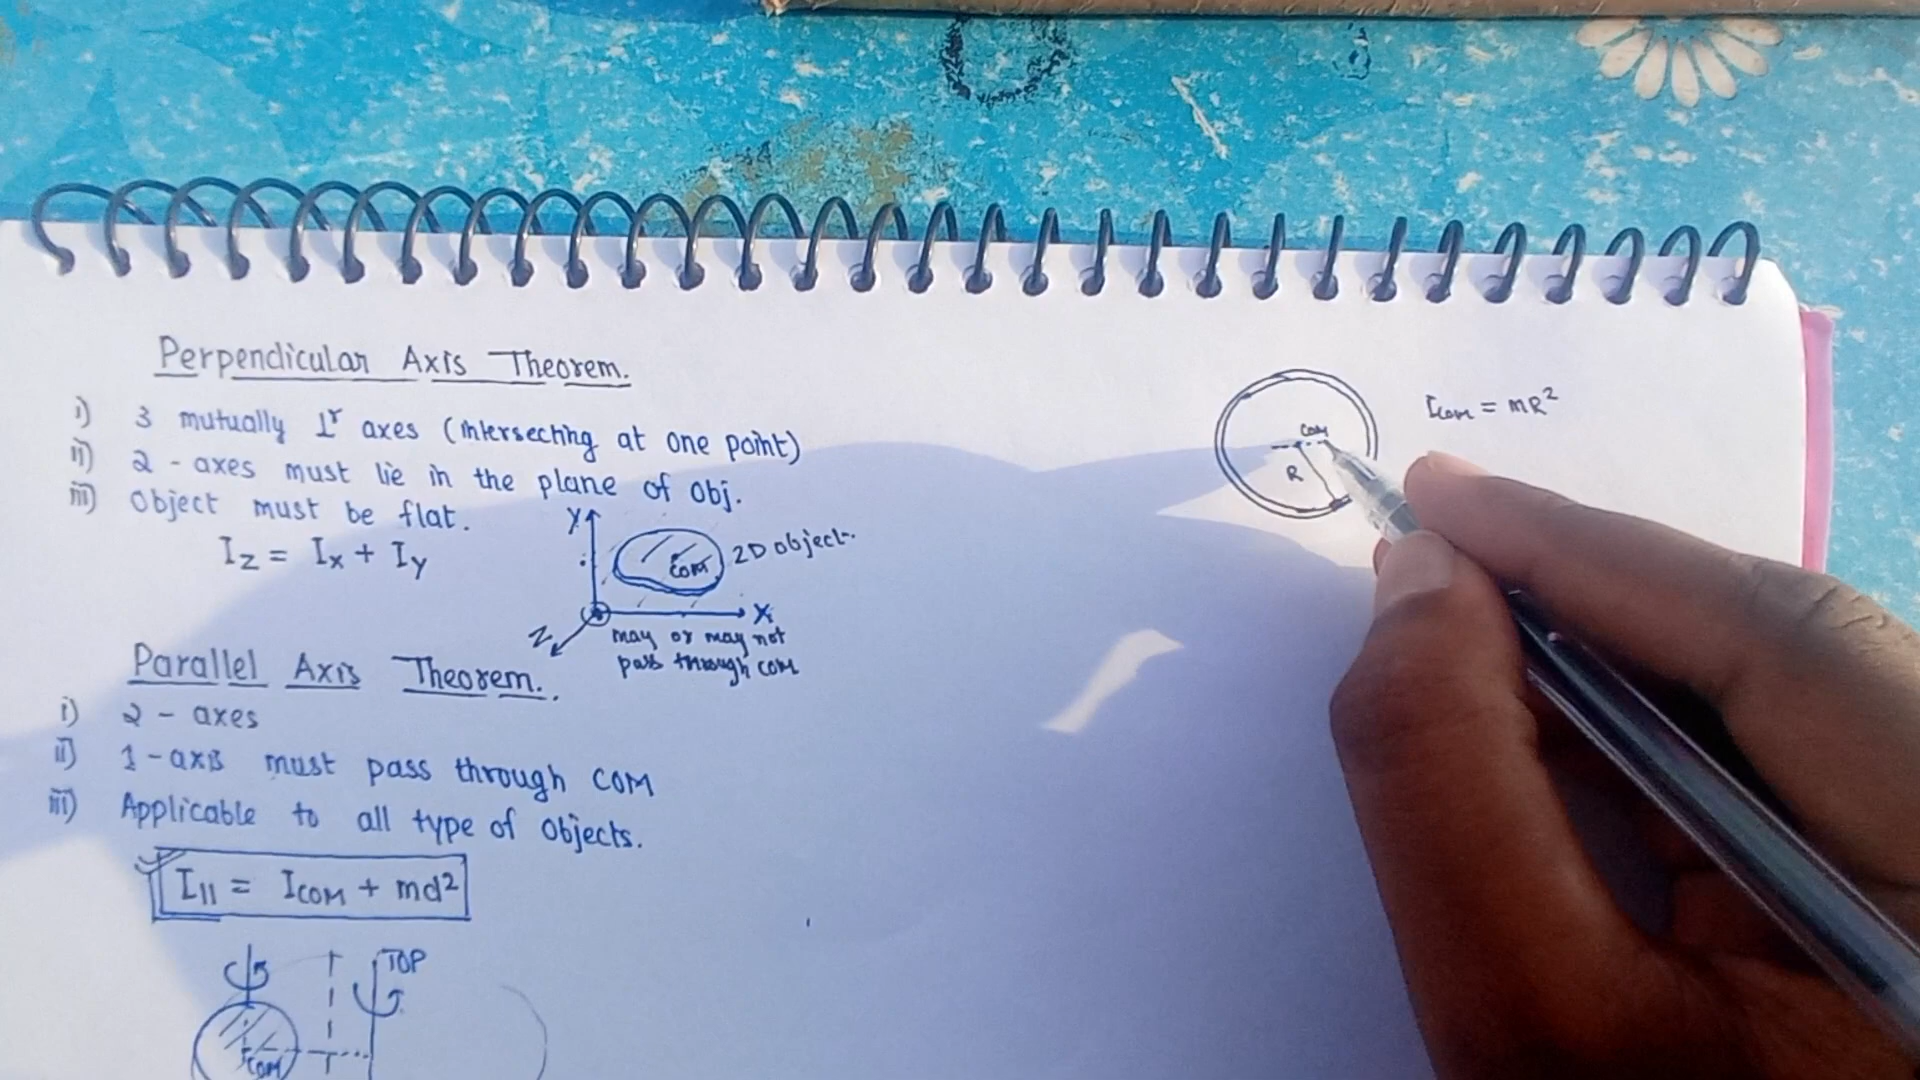 Perpendicular Axis Theorem.
i) 3 mutually ⊥r axes (intersecting at one point)
ii) 2 - axes must lie in the plane of obj.
iii) Object must be flat.
Iz = Ix + Iy
Y
COM
2D object.
X
Z
may or may not
pass through COM
Parallel Axis Theorem.
i) 2 - axes
ii) 1 - axis must pass through COM
iii) Applicable to all type of objects.
I|| = ICOM + md²
TOP
COM
COM
R
Icom = mR²